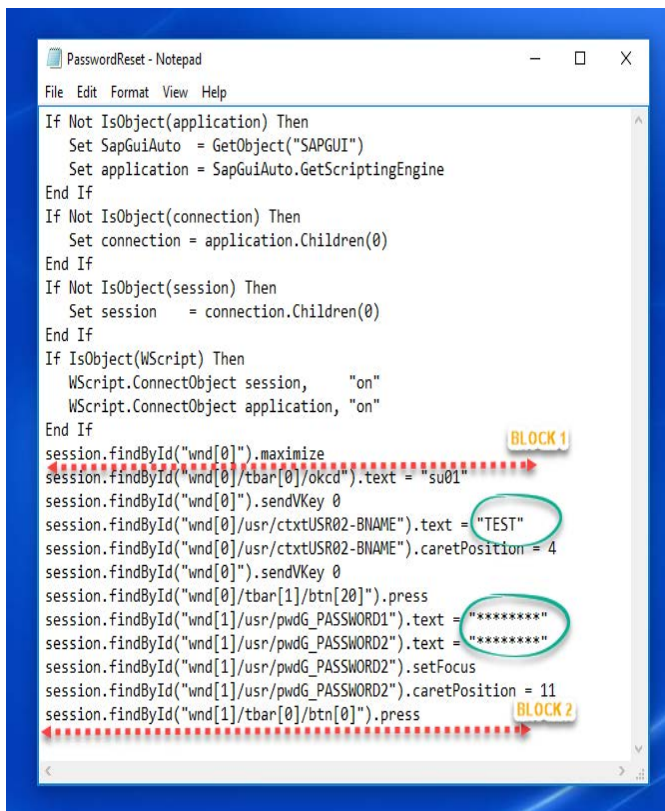 PasswordReset - Notepad
File Edit Format View Help
If Not IsObject(application) Then
   Set SapGuiAuto  = GetObject("SAPGUI")
   Set application = SapGuiAuto.GetScriptingEngine
End If
If Not IsObject(connection) Then
   Set connection = application.Children(0)
End If
If Not IsObject(session) Then
   Set session    = connection.Children(0)
End If
If IsObject(WScript) Then
   WScript.ConnectObject session,     "on"
   WScript.ConnectObject application, "on"
End If
BLOCK 1
session.findById("wnd[0]").maximize
session.findById("wnd[0]/tbar[0]/okcd").text = "su01"
session.findById("wnd[0]").sendVKey 0
session.findById("wnd[0]/usr/ctxtUSR02-BNAME").text = "TEST"
session.findById("wnd[0]/usr/ctxtUSR02-BNAME").caretPosition = 4
session.findById("wnd[0]").sendVKey 0
session.findById("wnd[0]/tbar[1]/btn[20]").press
session.findById("wnd[1]/usr/pwdG_PASSWORD1").text = "********"
session.findById("wnd[1]/usr/pwdG_PASSWORD2").text = "********"
session.findById("wnd[1]/usr/pwdG_PASSWORD2").setFocus
session.findById("wnd[1]/usr/pwdG_PASSWORD2").caretPosition = 11
session.findById("wnd[1]/tbar[0]/btn[0]").press
BLOCK 2